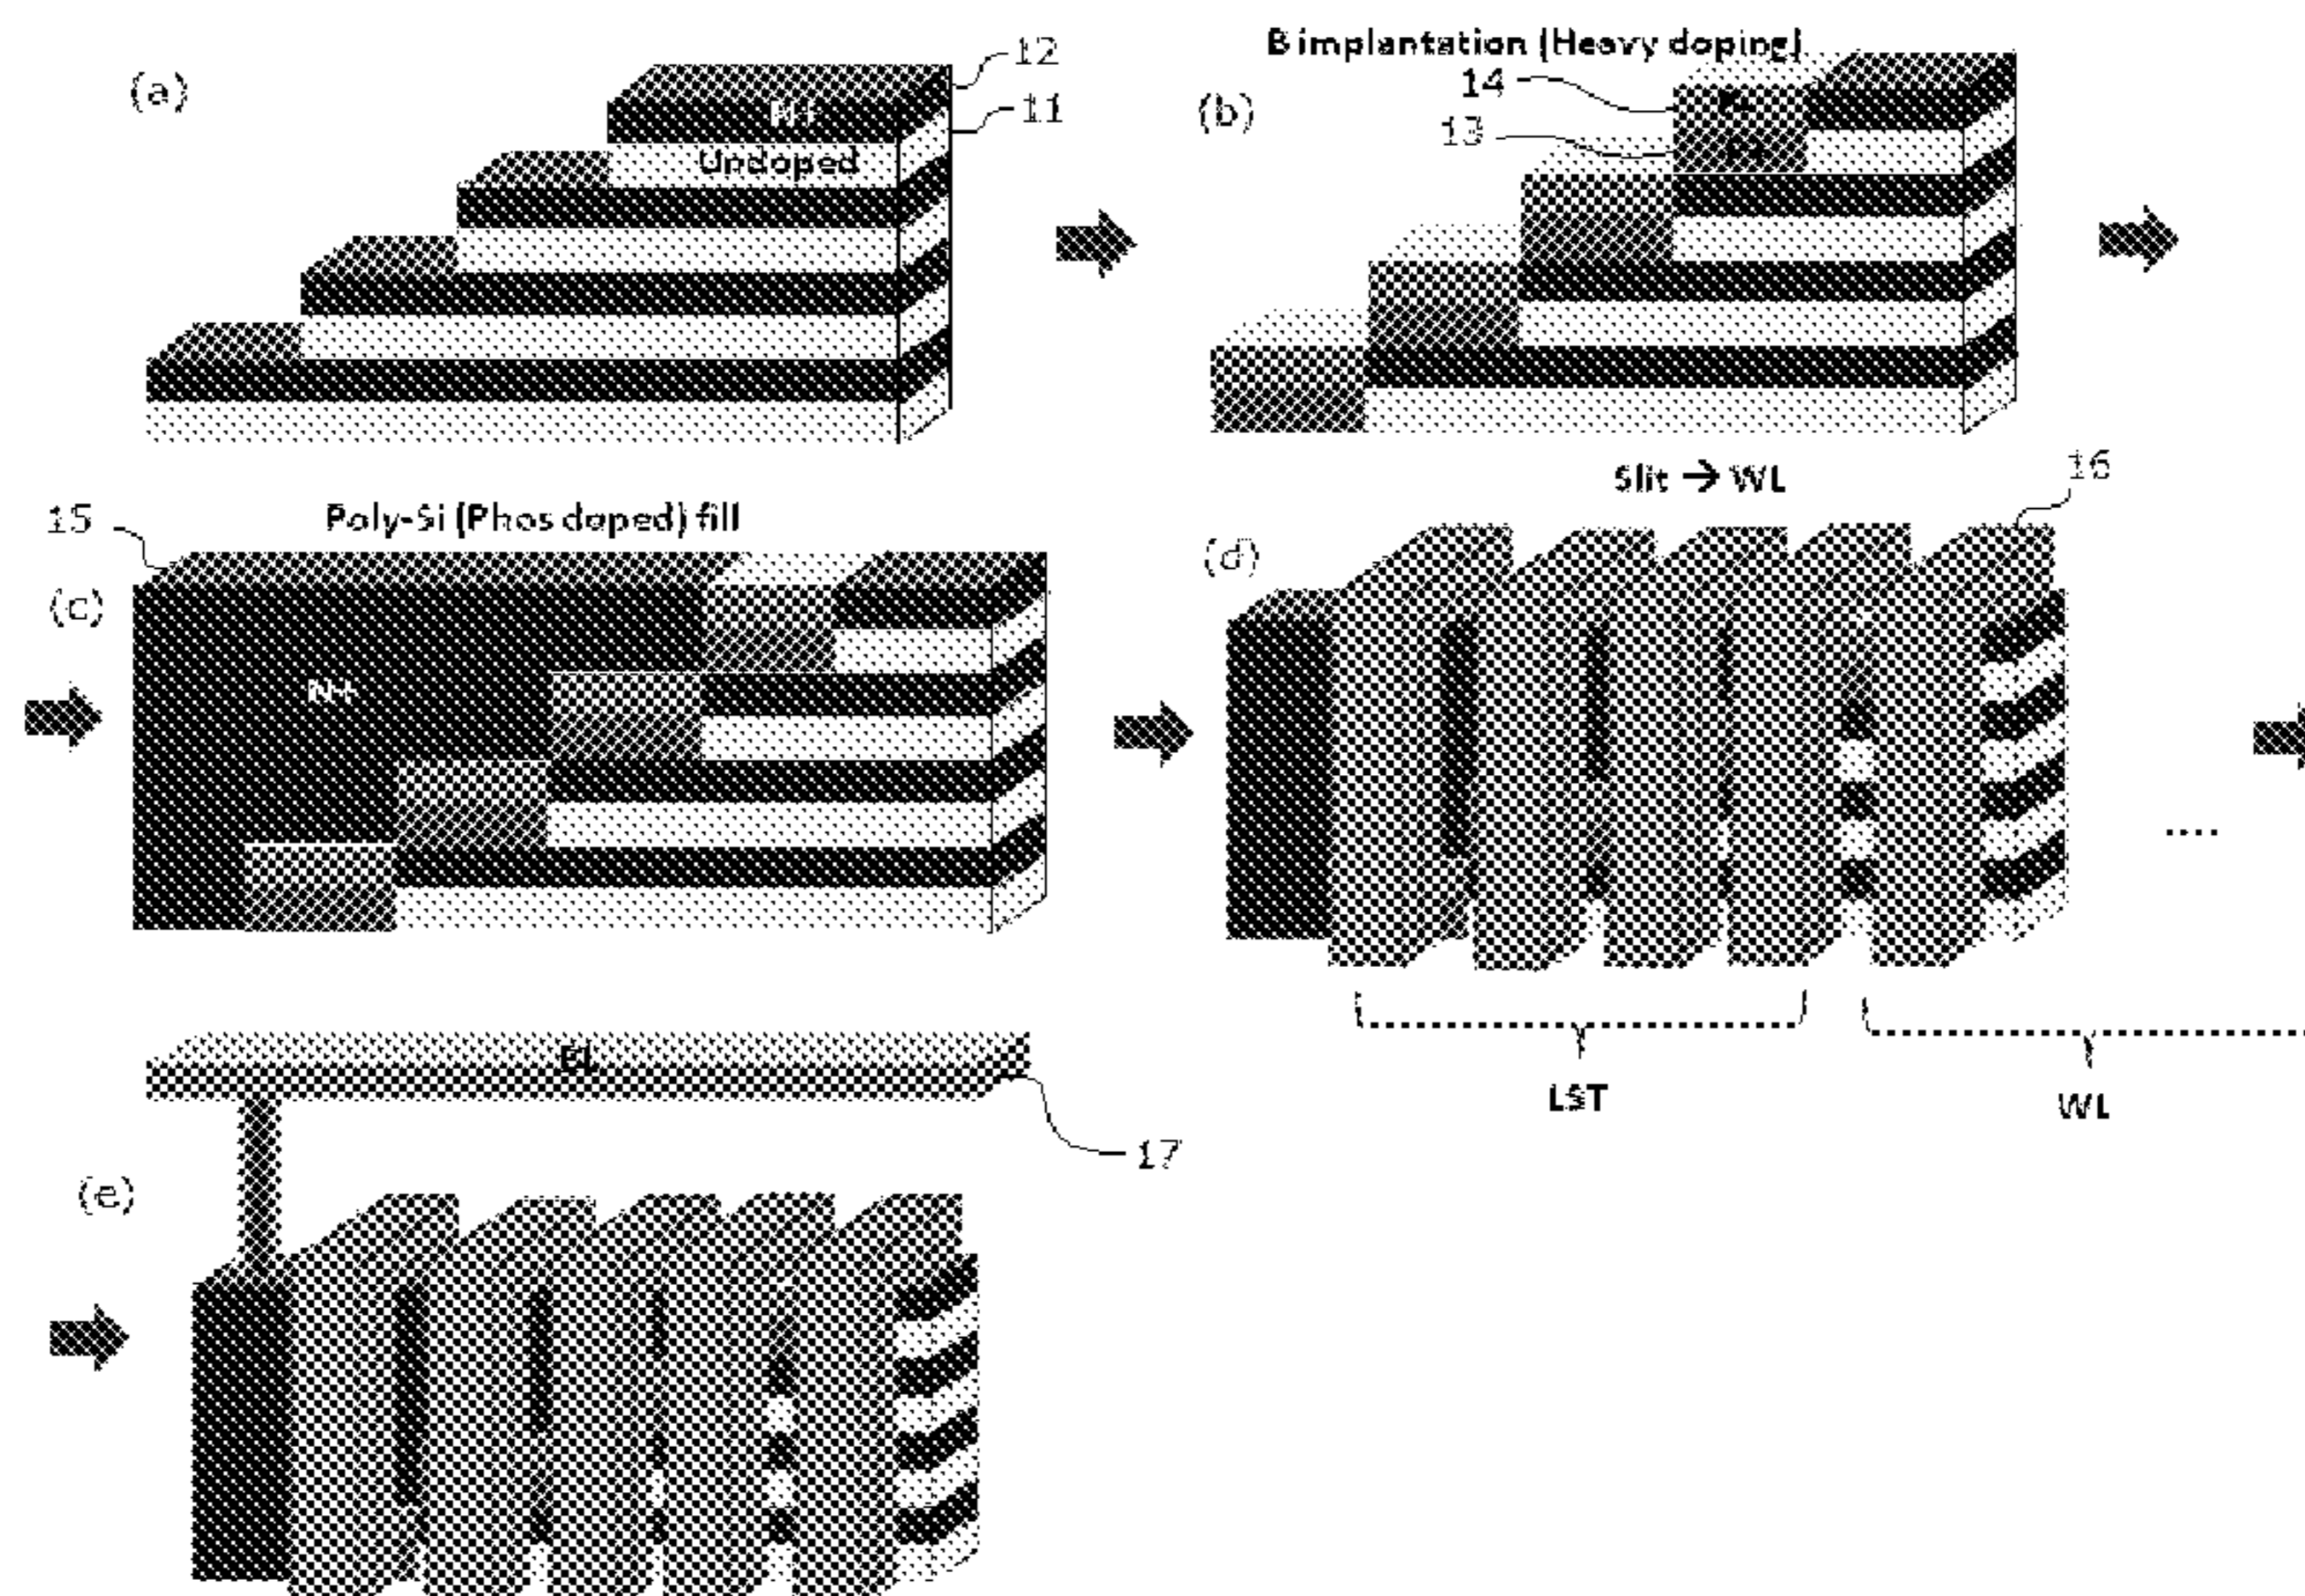 (a)
12
N+
11
Undoped
B implantation (Heavy doping)
14
(b)
13
15
Poly-Si (Phos doped) fill
(c)
N+
Slit → WL
16
(d)
....
LST
WL
BL
17
(e)